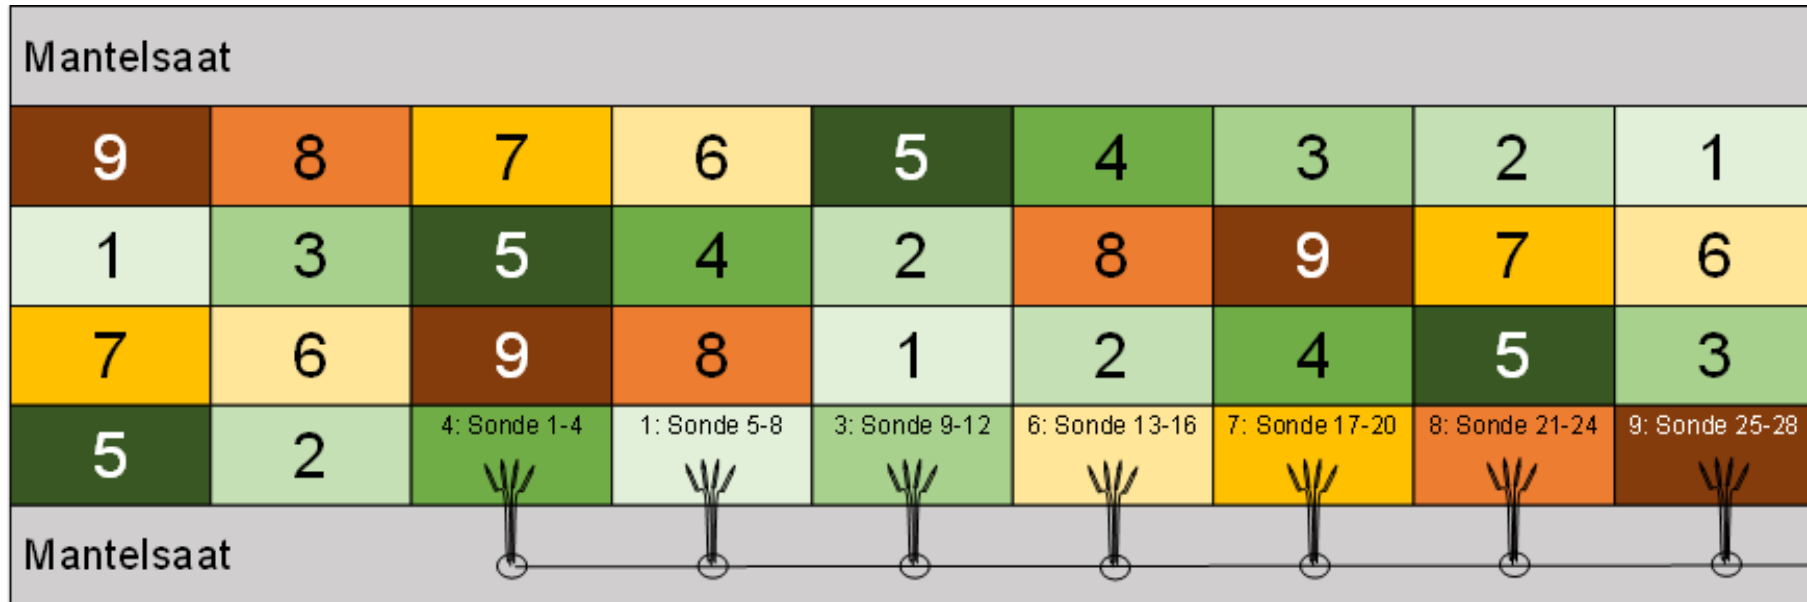 Mantelsaat
9 8 7 6 5 4 3 2 1
1 3 5 4 2 8 9 7 6
7 6 9 8 1 2 4 5 3
5 2 4: Sonde 1-4 1: Sonde 5-8 3: Sonde 9-12 6: Sonde 13-16 7: Sonde 17-20 8: Sonde 21-24 9: Sonde 25-28
Mantelsaat